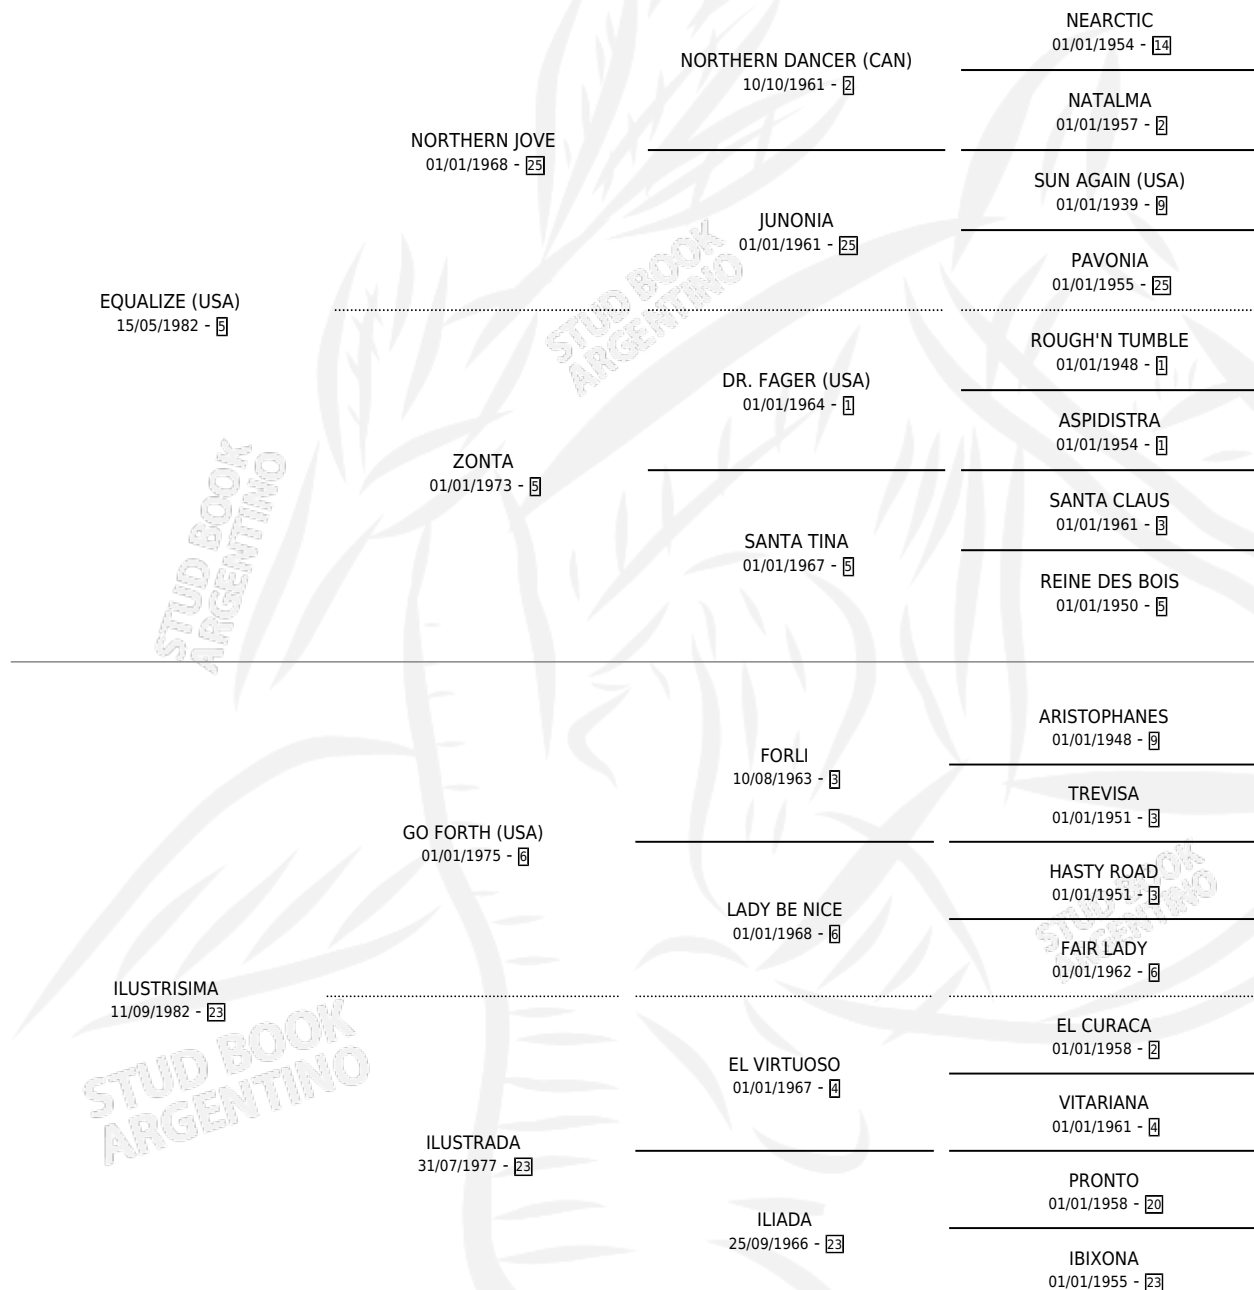 NEARCTIC
01/01/1954 - 14
NORTHERN DANCER (CAN)
10/10/1961 - 2
NATALMA
01/01/1957 - 2
NORTHERN JOVE
01/01/1968 - 25
SUN AGAIN (USA)
01/01/1939 - 9
JUNONIA
01/01/1961 - 25
PAVONIA
01/01/1955 - 25
EQUALIZE (USA)
15/05/1982 - 5
STUD BOOK
ARGENTINO
ROUGH'N TUMBLE
01/01/1948 - 1
DR. FAGER (USA)
01/01/1964 - 1
ASPIDISTRA
01/01/1954 - 1
ZONTA
01/01/1973 - 5
SANTA CLAUS
01/01/1961 - 3
SANTA TINA
01/01/1967 - 5
REINE DES BOIS
01/01/1950 - 5
STUD BOOK
ARGENTINO
ARISTOPHANES
01/01/1948 - 9
FORLI
10/08/1963 - 3
TREVISA
01/01/1951 - 3
GO FORTH (USA)
01/01/1975 - 6
HASTY ROAD
01/01/1951 - 3
LADY BE NICE
01/01/1968 - 6
STUD BOOK
ARGENTINO
FAIR LADY
01/01/1962 - 6
ILUSTRISIMA
11/09/1982 - 23
STUD BOOK
ARGENTINO
EL CURACA
01/01/1958 - 2
EL VIRTUOSO
01/01/1967 - 4
VITARIANA
01/01/1961 - 4
ILUSTRADA
31/07/1977 - 23
PRONTO
01/01/1958 - 20
ILIADA
25/09/1966 - 23
IBIXONA
01/01/1955 - 23